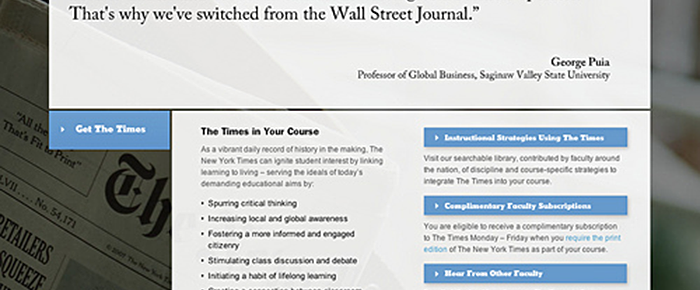 That's why we've switched from the Wall Street Journal.”
George Puia
Professor of Global Business, Saginaw Valley State University
Get The Times
The Times in Your Course
As a vibrant daily record of history in the making, The
New York Times can ignite student interest by linking
learning to living – serving the ideals of today's
demanding educational aims by:
• Spurring critical thinking
• Increasing local and global awareness
• Fostering a more informed and engaged
citizenry
• Stimulating class discussion and debate
• Initiating a habit of lifelong learning
Instructional Strategies Using The Times
Visit our searchable library, contributed by faculty around
the nation, of discipline and course-specific strategies to
integrate The Times into your course.
Complimentary Faculty Subscriptions
You are eligible to receive a complimentary subscription
to The Times Monday – Friday when you require the print
edition of The New York Times as part of your course.
Hear From Other Faculty
"All the
That's Fit to Print"
LVII .... No. 54,171
Th
© 2007 The New York
RETAILERS
SQUEEZE